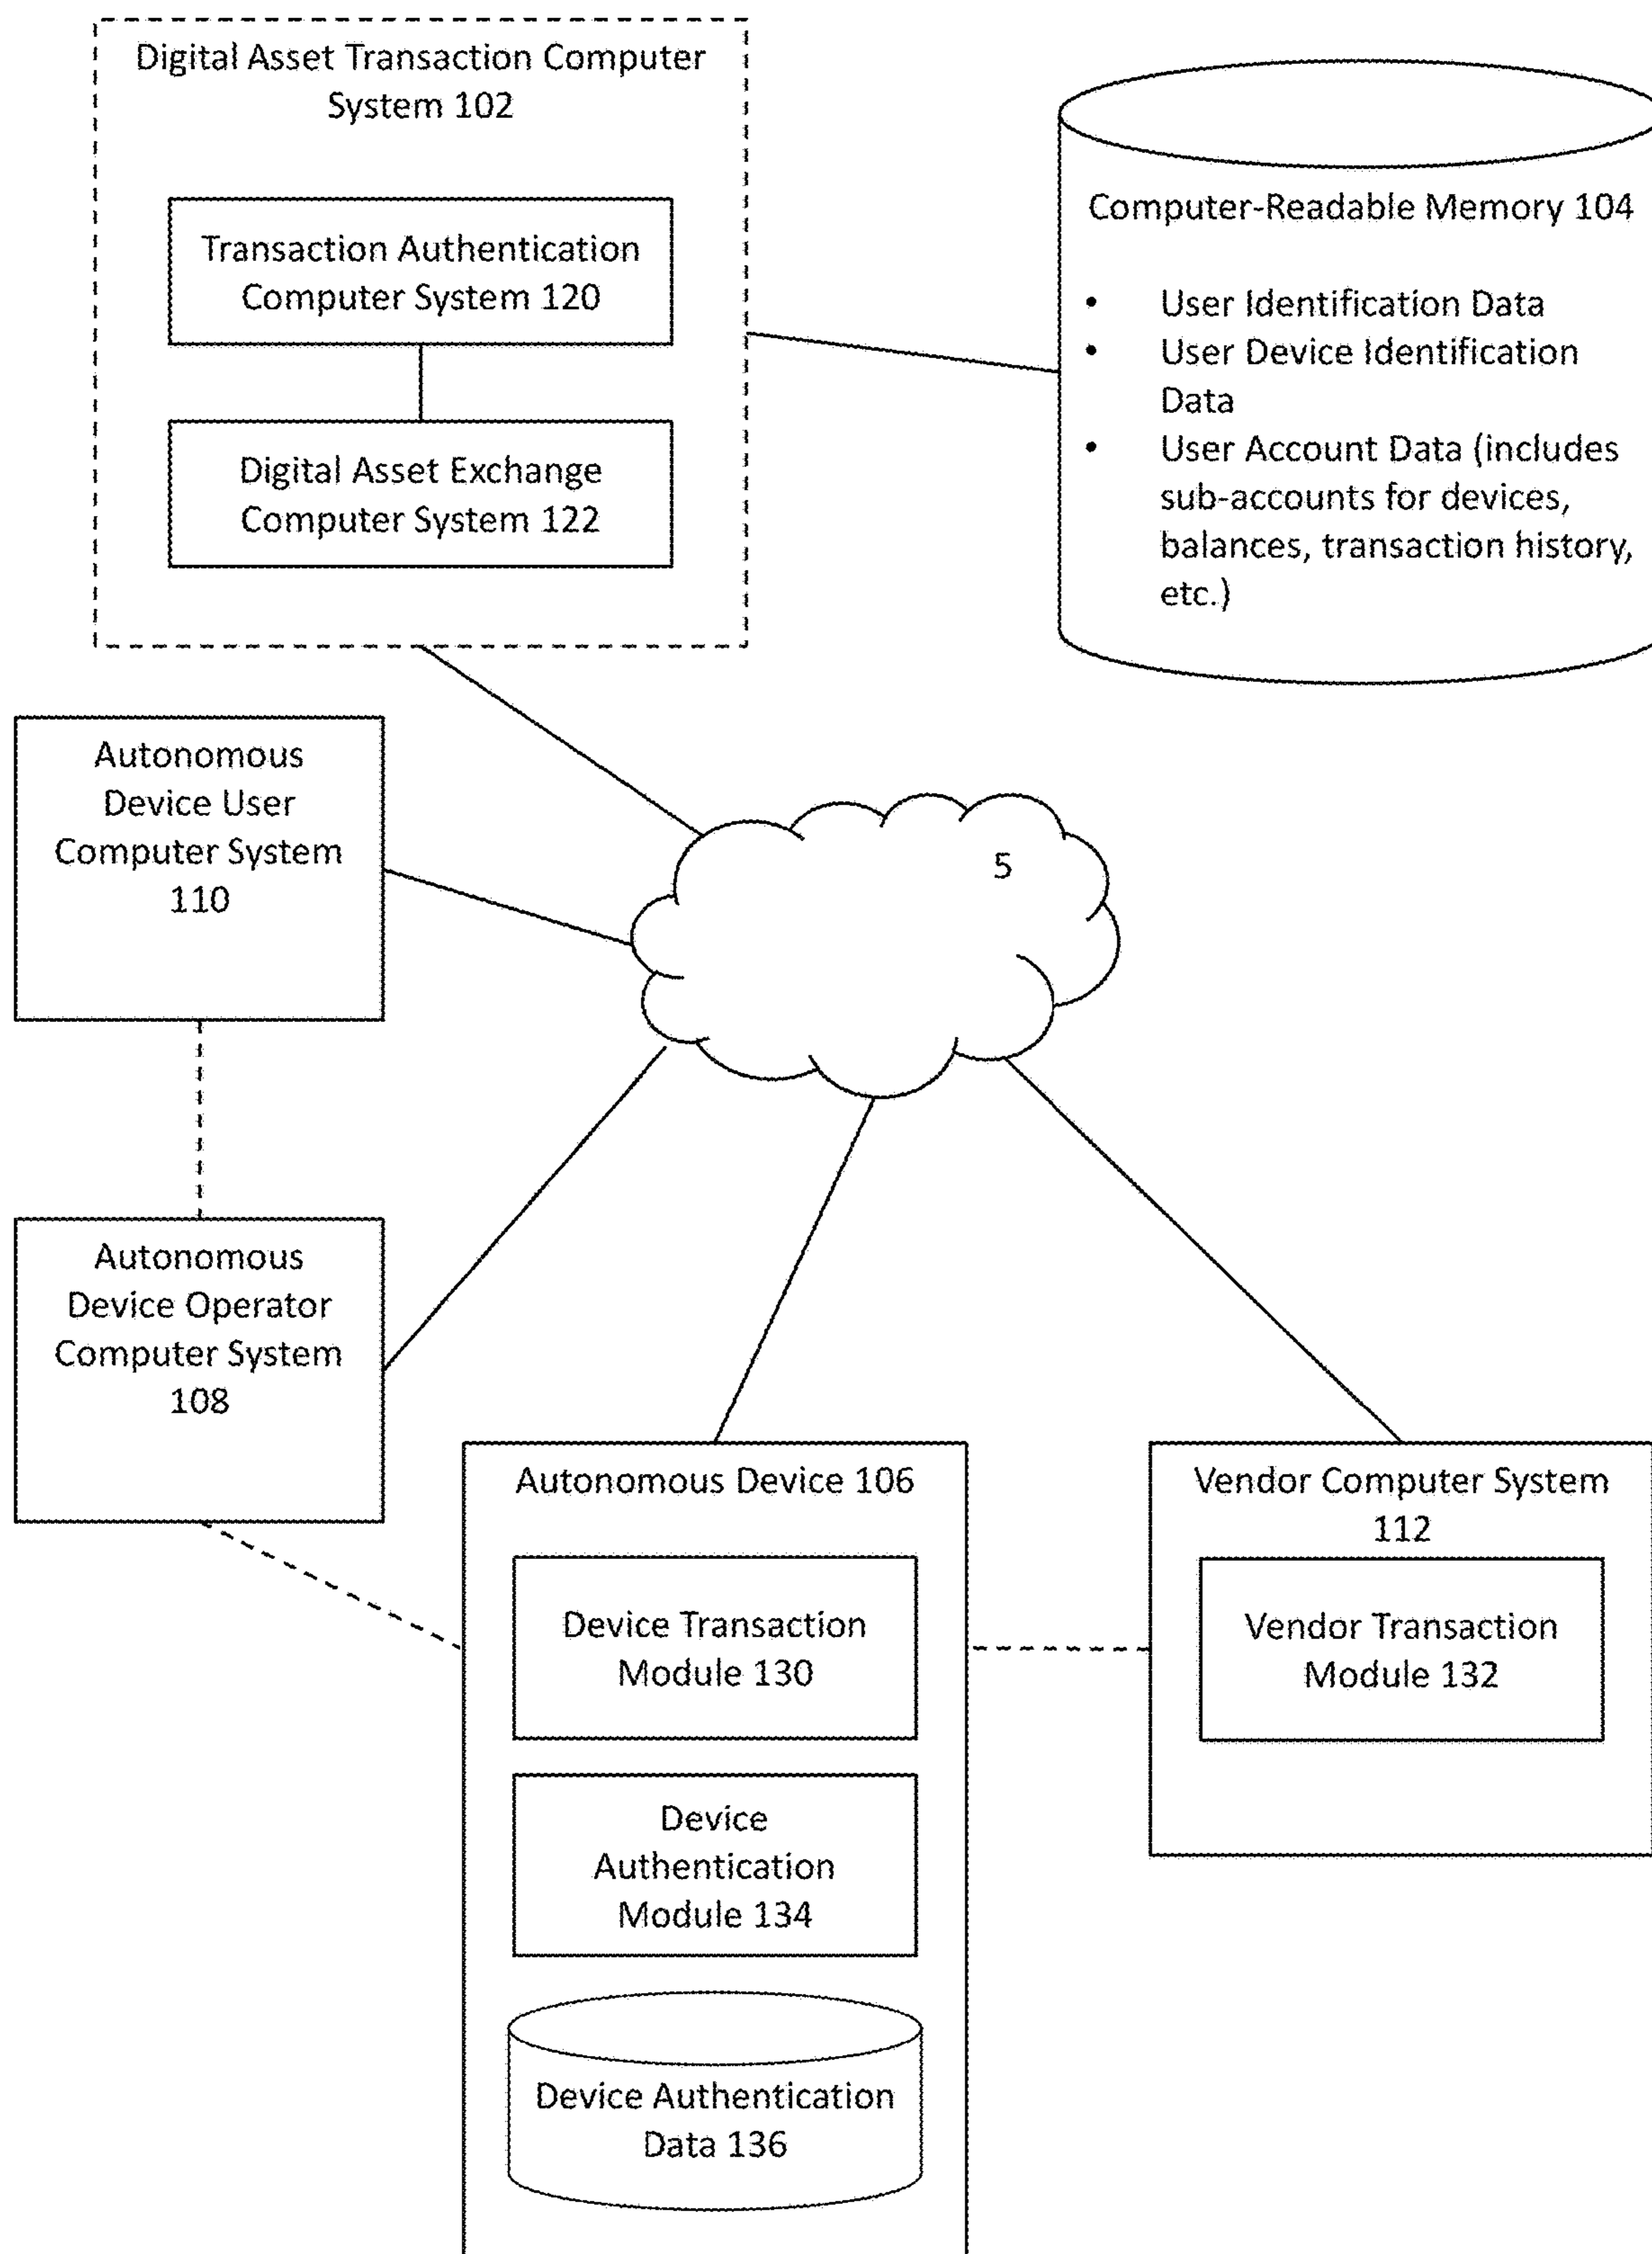 Digital Asset Transaction Computer
System 102
Transaction Authentication
Computer System 120
Digital Asset Exchange
Computer System 122
Computer-Readable Memory 104
• User Identification Data
• User Device Identification
Data
• User Account Data (includes
sub-accounts for devices,
balances, transaction history,
etc.)
Autonomous
Device User
Computer System
110
5
Autonomous
Device Operator
Computer System
108
Autonomous Device 106
Device Transaction
Module 130
Device
Authentication
Module 134
Device Authentication
Data 136
Vendor Computer System
112
Vendor Transaction
Module 132